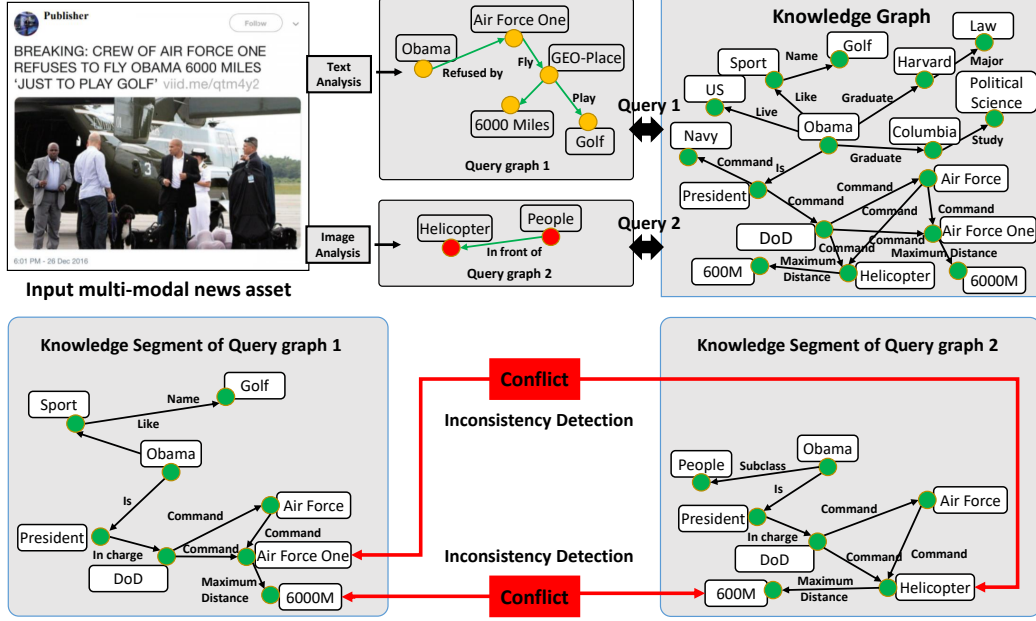 Publisher
Follow
BREAKING: CREW OF AIR FORCE ONE
REFUSES TO FLY OBAMA 6000 MILES
'JUST TO PLAY GOLF' viid.me/qtm4y2
3
6:01 PM - 26 Dec 2016
Input multi-modal news asset
Text
Analysis
Image
Analysis
Air Force One
Obama
Refused by
Fly
GEO-Place
Play
6000 Miles
Golf
Query graph 1
Helicopter
People
In front of
Query graph 2
Query 1
Query 2
Knowledge Graph
Law
Golf
Name
Sport
Harvard
Major
US
Like
Graduate
Political
Science
Live
Navy
Obama
Columbia
Study
Graduate
Command
Is
President
Command
Air Force
Command
Command
DoD
Command
Command
Air Force One
Maximum
Distance
Maximum Distance
600M
Helicopter
6000M
Knowledge Segment of Query graph 1
Golf
Name
Sport
Like
Obama
Is
Command
Air Force
President
Command
In charge
Command
Air Force One
DoD
Maximum
Distance
6000M
Conflict
Inconsistency Detection
Inconsistency Detection
Conflict
Knowledge Segment of Query graph 2
Obama
People
Subclass
Is
Command
Air Force
President
In charge
Command
Command
DoD
Maximum
Distance
600M
Helicopter